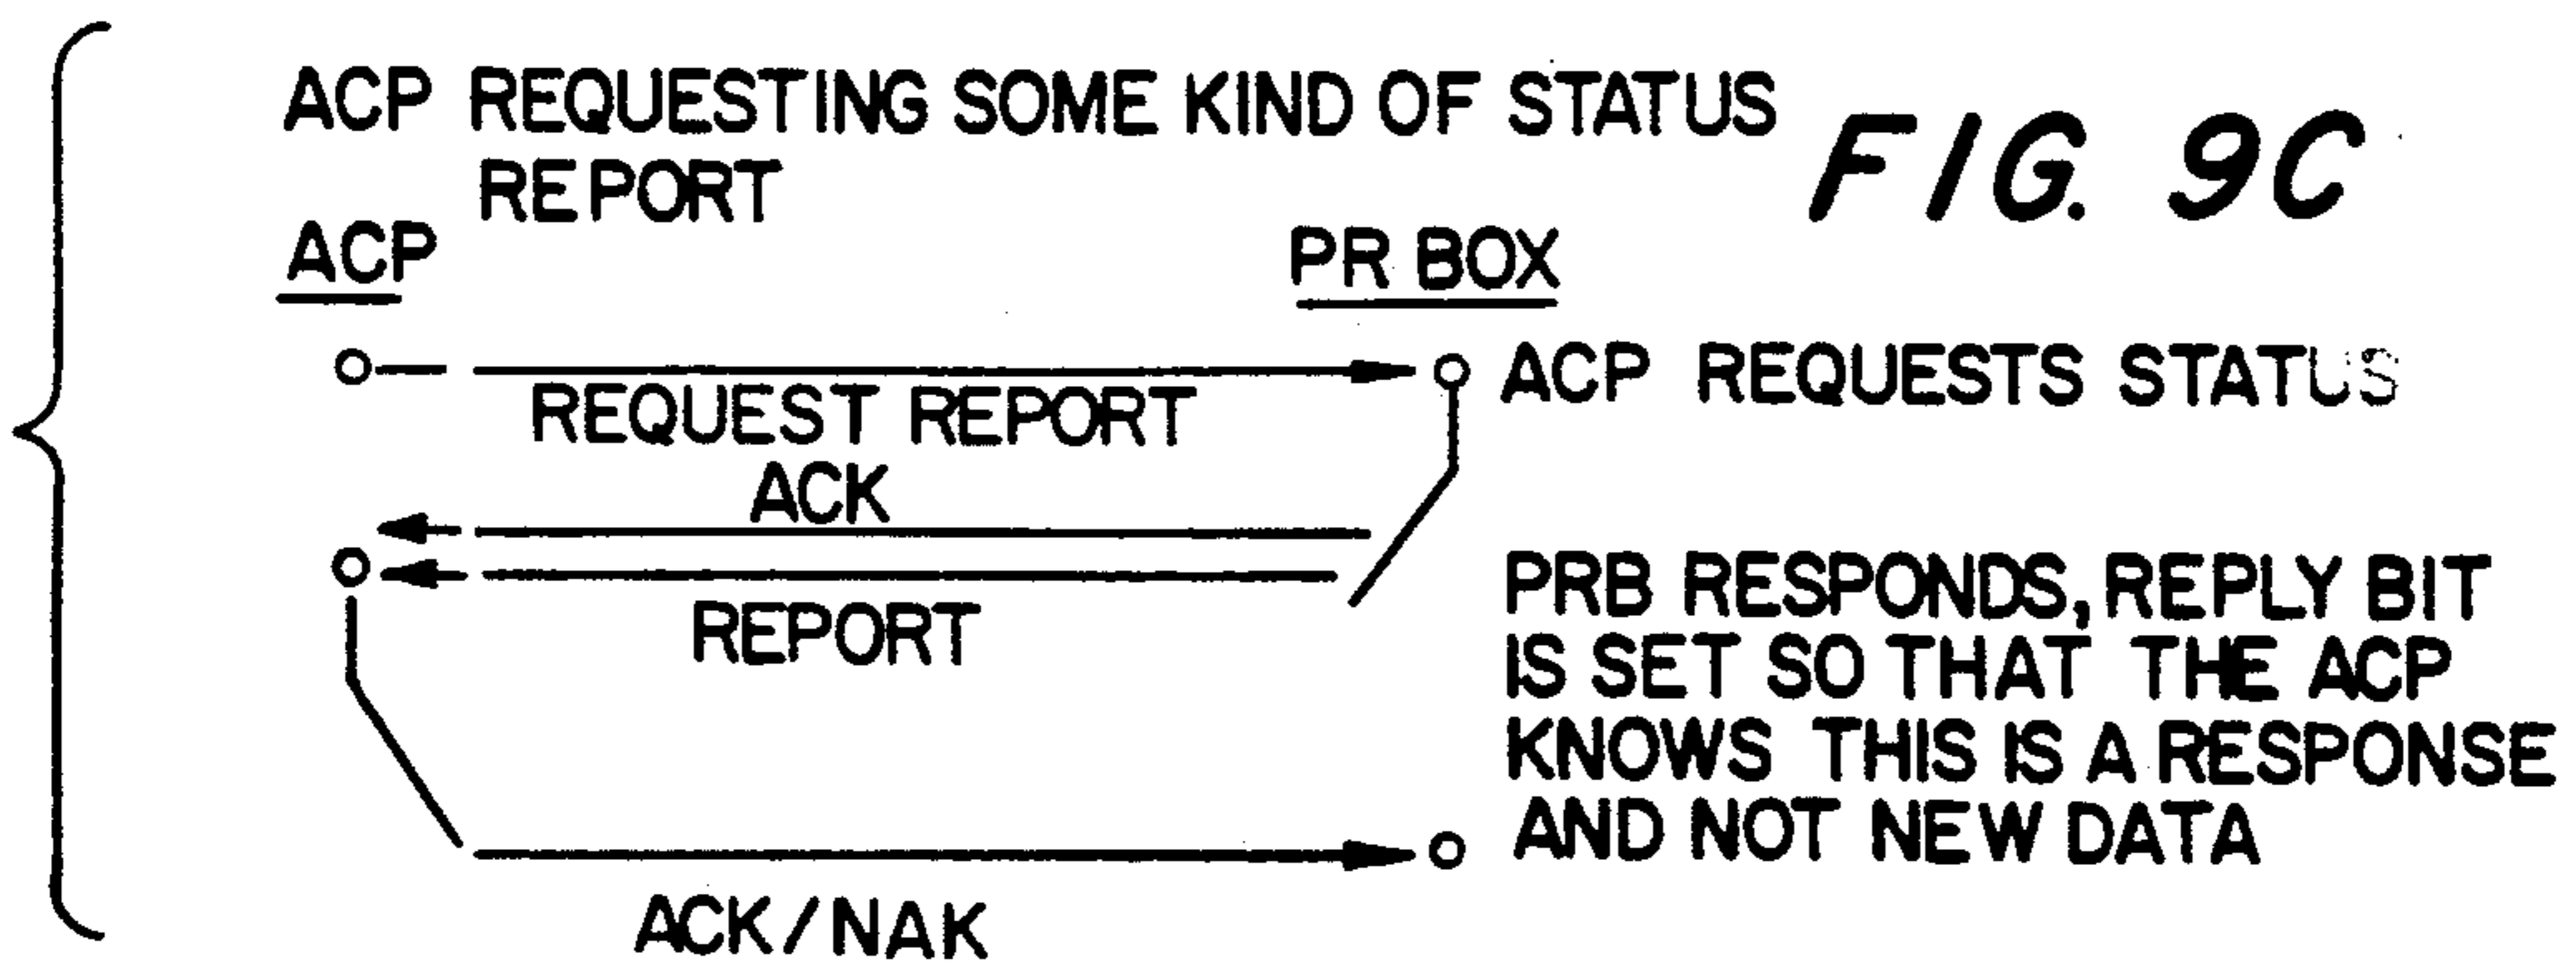 ACP REQUESTING SOME KIND OF STATUS
REPORT
FIG. 9C
ACP
PR BOX
ACP REQUESTS STATUS
REQUEST REPORT
ACK
REPORT
PRB RESPONDS, REPLY BIT
IS SET SO THAT THE ACP
KNOWS THIS IS A RESPONSE
AND NOT NEW DATA
ACK/NAK